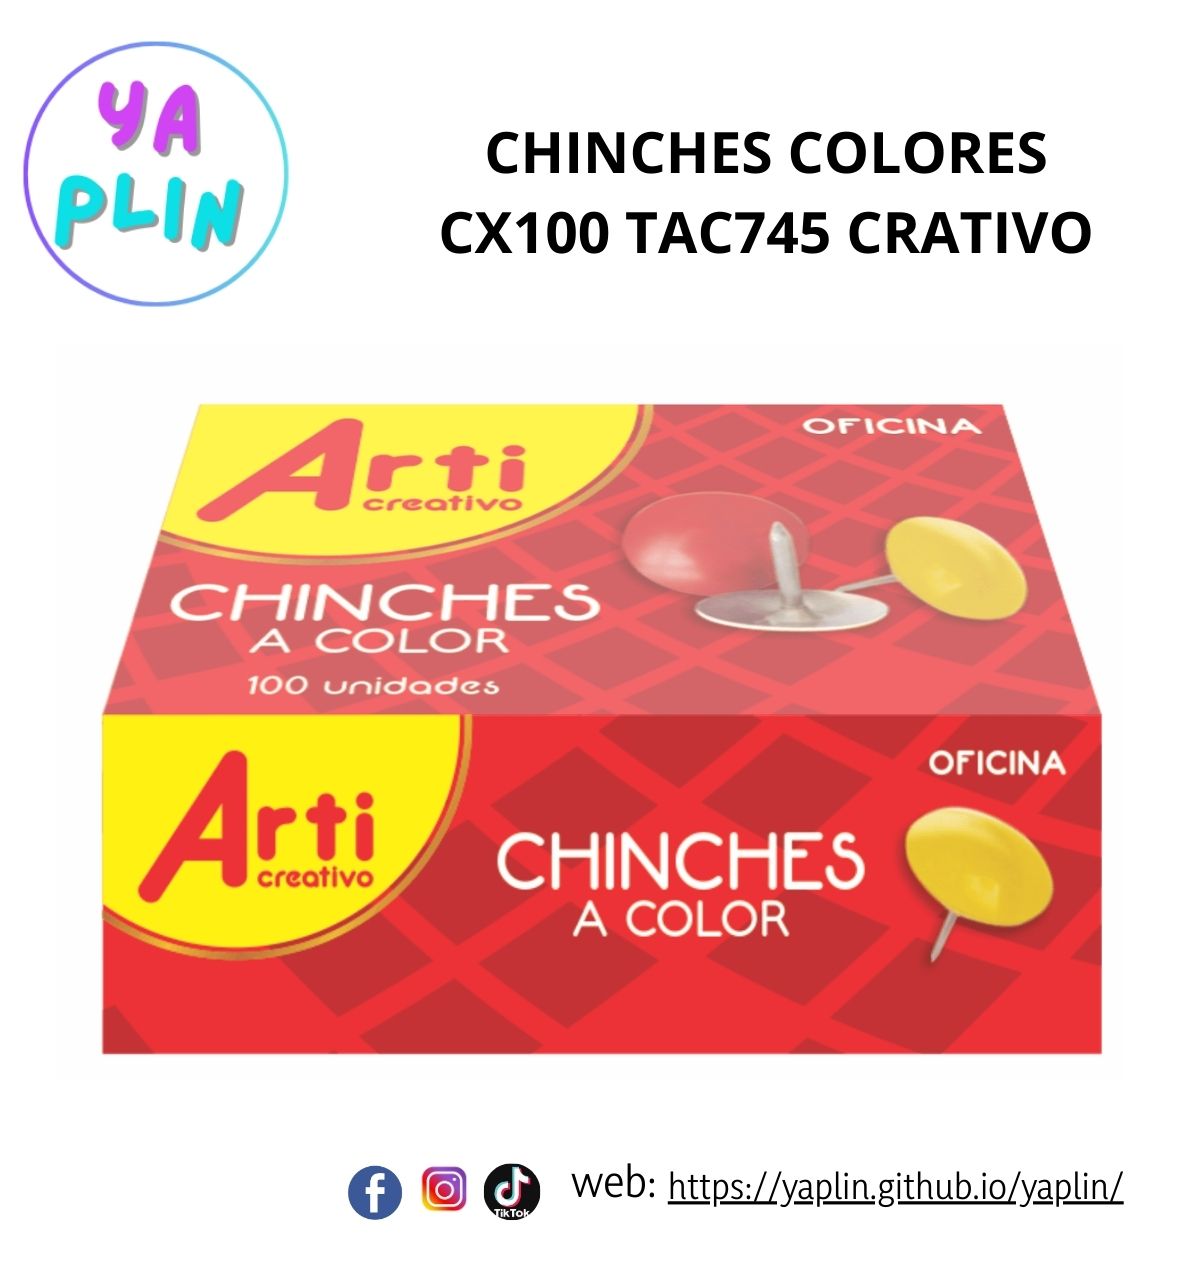 YA
PLIN
CHINCHES COLORES
CX100 TAC745 CRATIVO
Arti
creativo
OFICINA
CHINCHES
A COLOR
100 unidades
Arti
creativo
OFICINA
CHINCHES
A COLOR
TikTok
web: https://yaplin.github.io/yaplin/